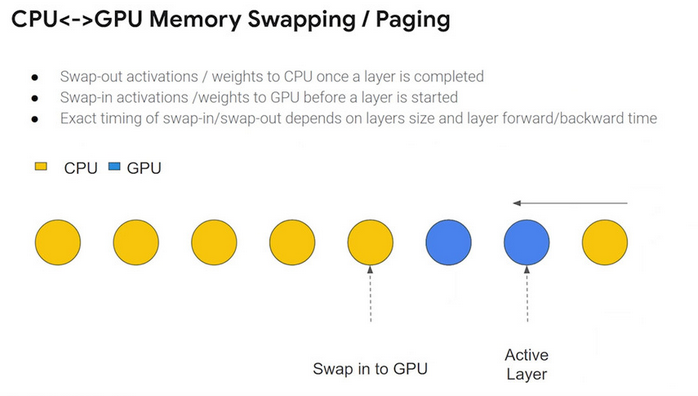 CPU<->GPU Memory Swapping / Paging
● Swap-out activations / weights to CPU once a layer is completed
● Swap-in activations /weights to GPU before a layer is started
● Exact timing of swap-in/swap-out depends on layers size and layer forward/backward time
CPU GPU
Swap in to GPU
Active
Layer